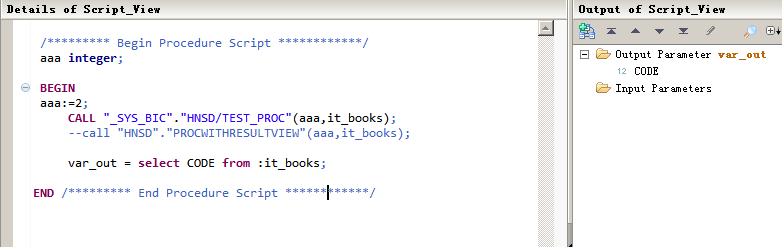 Details of Script_View
/********* Begin Procedure Script ************/
aaa integer;
BEGIN
aaa:=2;
CALL "_SYS_BIC"."HNSD/TEST_PROC"(aaa,it_books);
--call "HNSD"."PROCWITHRESULTVIEW"(aaa,it_books);
var_out = select CODE from :it_books;
END /********* End Procedure Script ************/
Output of Script_View
Output Parameter var_out
12 CODE
Input Parameters